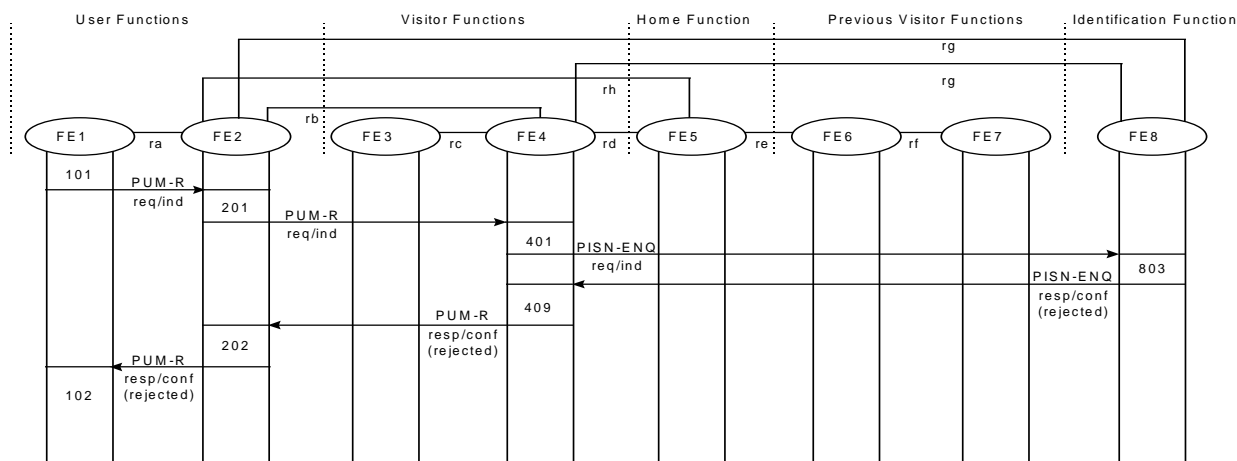 User Functions
Visitor Functions
Home Function
Previous Visitor Functions
Identification Function
rg
rg
rh
rb
FE1
FE2
FE3
FE4
FE5
FE6
FE7
FE8
ra
rc
rd
re
rf
101
PUM-R
req/ind
201
PUM-R
req/ind
401
PISN-ENQ
req/ind
803
PISN-ENQ
resp/conf
(rejected)
409
PUM-R
resp/conf
(rejected)
202
PUM-R
resp/conf
(rejected)
102